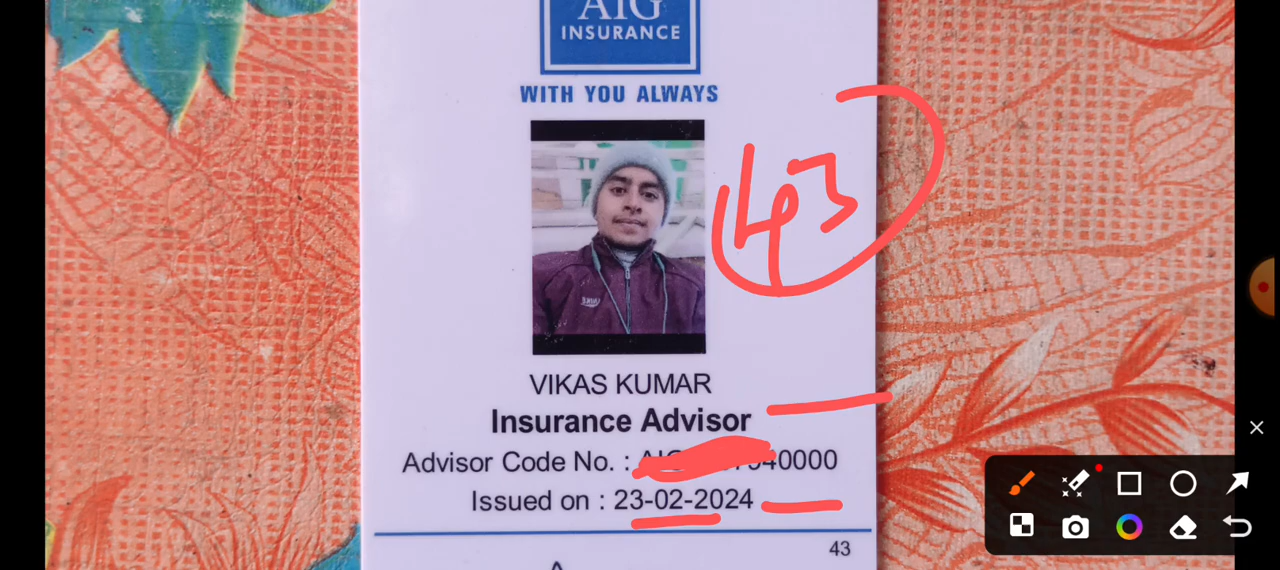 AIG
INSURANCE
WITH YOU ALWAYS
43
VIKAS KUMAR
Insurance Advisor
Advisor Code No. : 40000
Issued on : 23-02-2024
43